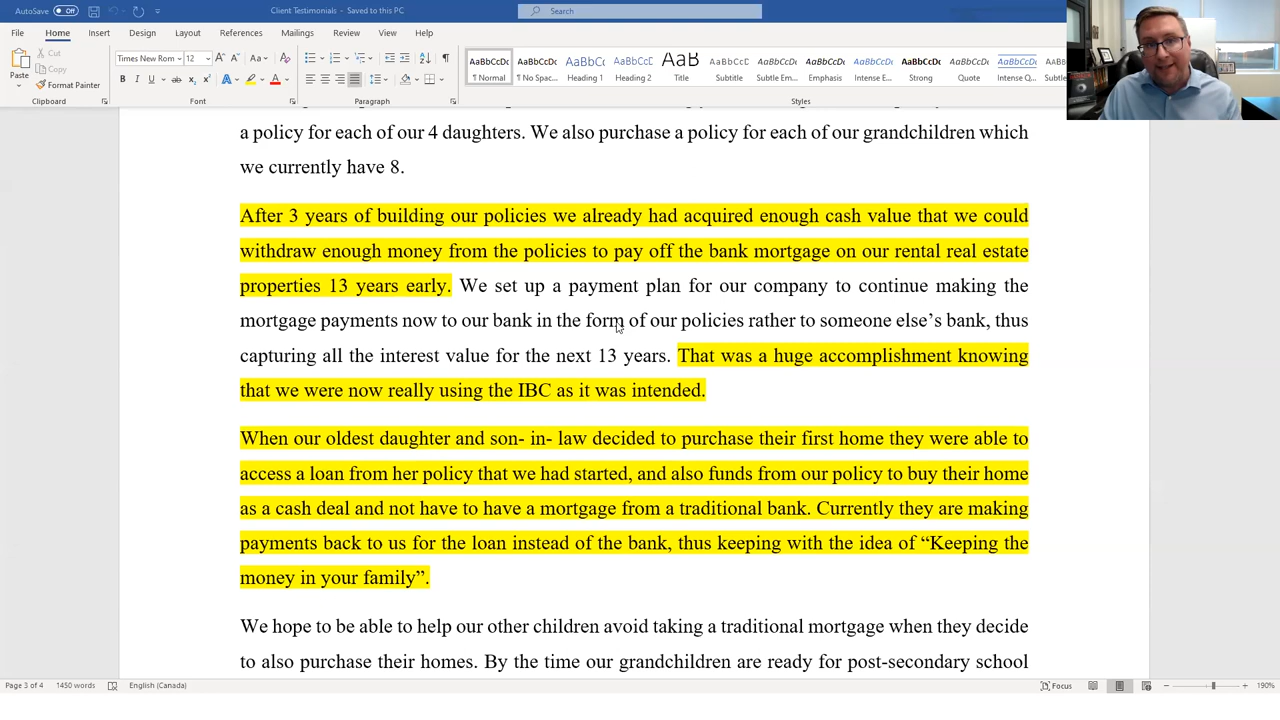 AutoSave Off Client Testimonials - Saved to this PC Search
File Home Insert Design Layout References Mailings Review View Help
Paste Cut Copy Format Painter
Times New Rom 12 Aa
B I U ab x₂ x² A A
AaBbCcDc AaBbCcDc AaBbCc AaBbCcC AaB AaBbCcD AaBbCcDc AaBbCcDc AaBbCcDc AaBbCcDc AaBbCcDc AaBbCcDc
¶ Normal ¶ No Spac... Heading 1 Heading 2 Title Subtitle Subtle Em... Emphasis Intense E... Strong Quote Intense Q...
Clipboard Font Paragraph Styles
a policy for each of our 4 daughters. We also purchase a policy for each of our grandchildren which
we currently have 8.
After 3 years of building our policies we already had acquired enough cash value that we could
withdraw enough money from the policies to pay off the bank mortgage on our rental real estate
properties 13 years early. We set up a payment plan for our company to continue making the
mortgage payments now to our bank in the form of our policies rather to someone else’s bank, thus
capturing all the interest value for the next 13 years. That was a huge accomplishment knowing
that we were now really using the IBC as it was intended.
When our oldest daughter and son- in- law decided to purchase their first home they were able to
access a loan from her policy that we had started, and also funds from our policy to buy their home
as a cash deal and not have to have a mortgage from a traditional bank. Currently they are making
payments back to us for the loan instead of the bank, thus keeping with the idea of “Keeping the
money in your family”.
We hope to be able to help our other children avoid taking a traditional mortgage when they decide
to also purchase their homes. By the time our grandchildren are ready for post-secondary school
Page 3 of 4 1450 words English (Canada) Focus 190%